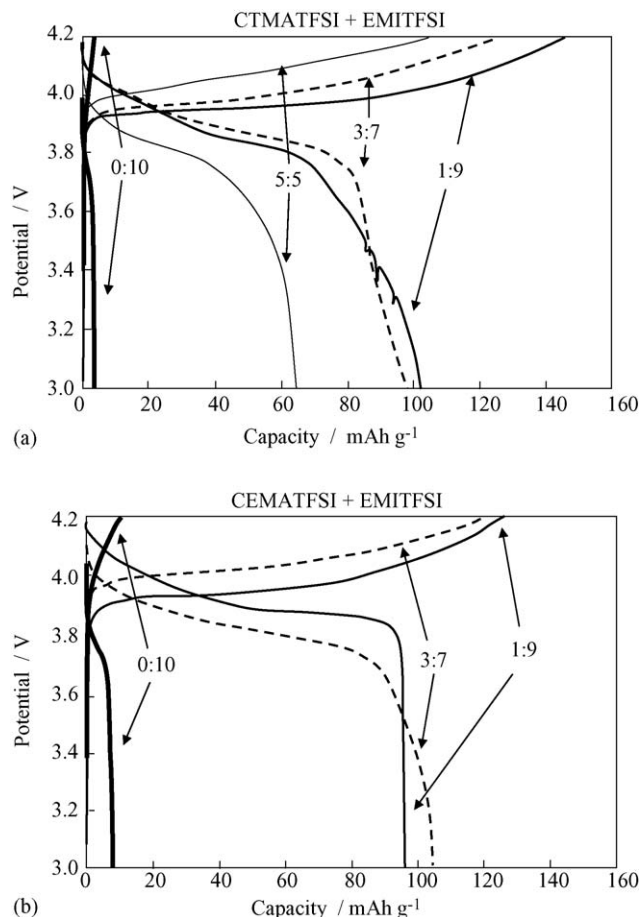 CTMATFSI + EMITFSI
4.2
4.0
3.8
3.6
3.4
3.2
3.0
Potential / V
0:10
5:5
3:7
1:9
0 20 40 60 80 100 120 140 160
(a) Capacity / mAh g-1
CEMATFSI + EMITFSI
4.2
4.0
3.8
3.6
3.4
3.2
3.0
Potential / V
0:10
3:7
1:9
0 20 40 60 80 100 120 140 160
(b) Capacity / mAh g-1